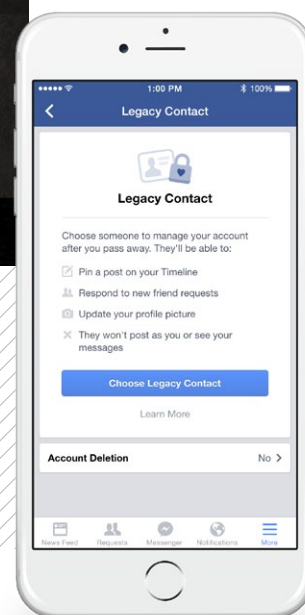 1:00 PM
100%
Legacy Contact
Legacy Contact
Choose someone to manage your account
after you pass away. They'll be able to:
Pin a post on your Timeline
Respond to new friend requests
Update your profile picture
They won't post as you or see your
messages
Choose Legacy Contact
Learn More
Account Deletion
No
News Feed
Requests
Messenger
Notifications
More